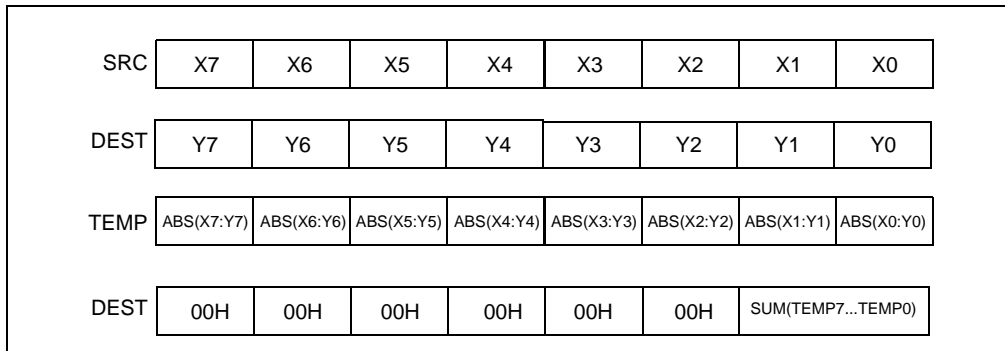 SRC X7 X6 X5 X4 X3 X2 X1 X0
DEST Y7 Y6 Y5 Y4 Y3 Y2 Y1 Y0
TEMP ABS(X7:Y7) ABS(X6:Y6) ABS(X5:Y5) ABS(X4:Y4) ABS(X3:Y3) ABS(X2:Y2) ABS(X1:Y1) ABS(X0:Y0)
DEST 00H 00H 00H 00H 00H 00H SUM(TEMP7...TEMP0)